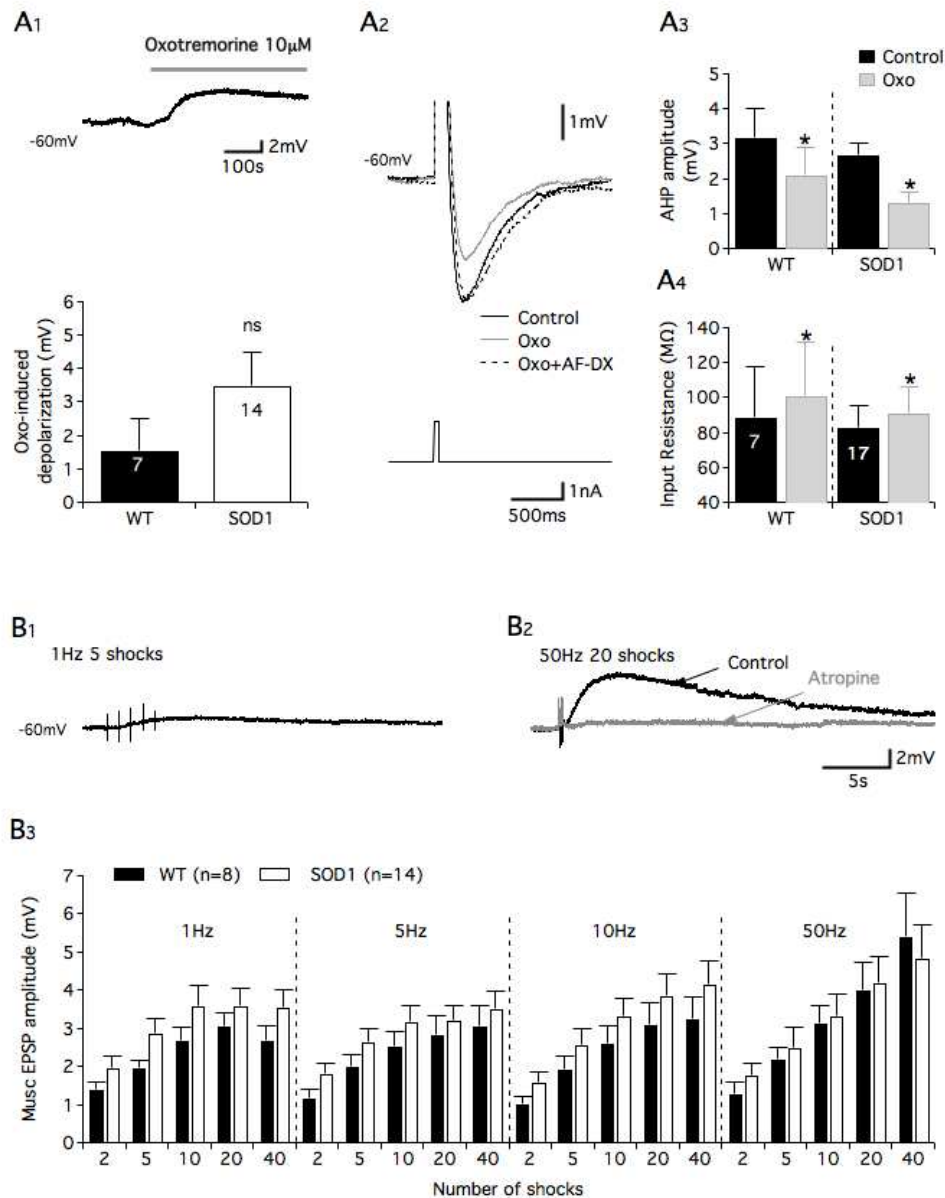 A1
Oxotremorine 10μM
-60mV
2mV
100s
6
5
4
3
2
1
0
Oxo-induced
depolarization (mV)
ns
7
14
WT
SOD1
A2
1mV
-60mV
Control
Oxo
Oxo+AF-DX
1nA
500ms
A3
Control
Oxo
5
4
3
2
1
0
AHP amplitude
(mV)
*
*
WT
SOD1
A4
140
120
100
80
60
40
Input Resistance (MΩ)
*
*
7
17
WT
SOD1
B1
1Hz 5 shocks
-60mV
B2
50Hz 20 shocks
Control
Atropine
2mV
5s
B3
WT (n=8)
SOD1 (n=14)
7
6
5
4
3
2
1
0
Musc EPSP amplitude (mV)
1Hz
5Hz
10Hz
50Hz
2 5 10 20 40 2 5 10 20 40 2 5 10 20 40 2 5 10 20 40
Number of shocks